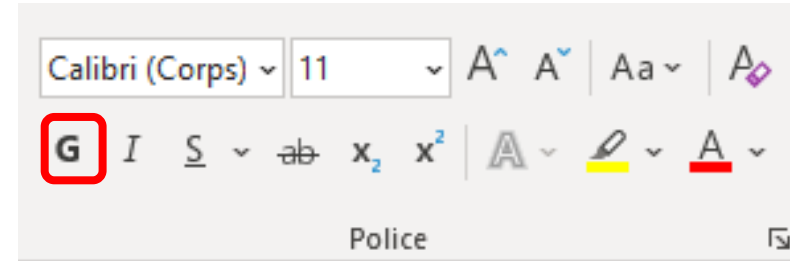 Calibri (Corps) 11 A A Aa A
G I S ab x₂ x² A A
Police